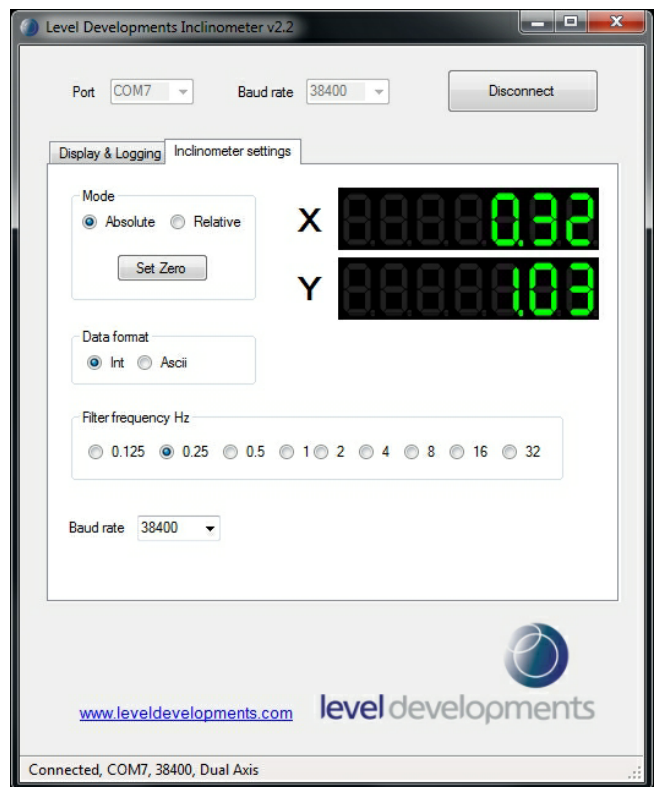 Level Developments Inclinometer v2.2
Port COM7 Baud rate 38400 Disconnect
Display & Logging Inclinometer settings
Mode
Absolute Relative
Set Zero
X 0.32
Y 1.03
Data format
Int Ascii
Filter frequency Hz
0.125 0.25 0.5 1 2 4 8 16 32
Baud rate 38400
www.leveldevelopments.com
leveldevelopments
Connected, COM7, 38400, Dual Axis